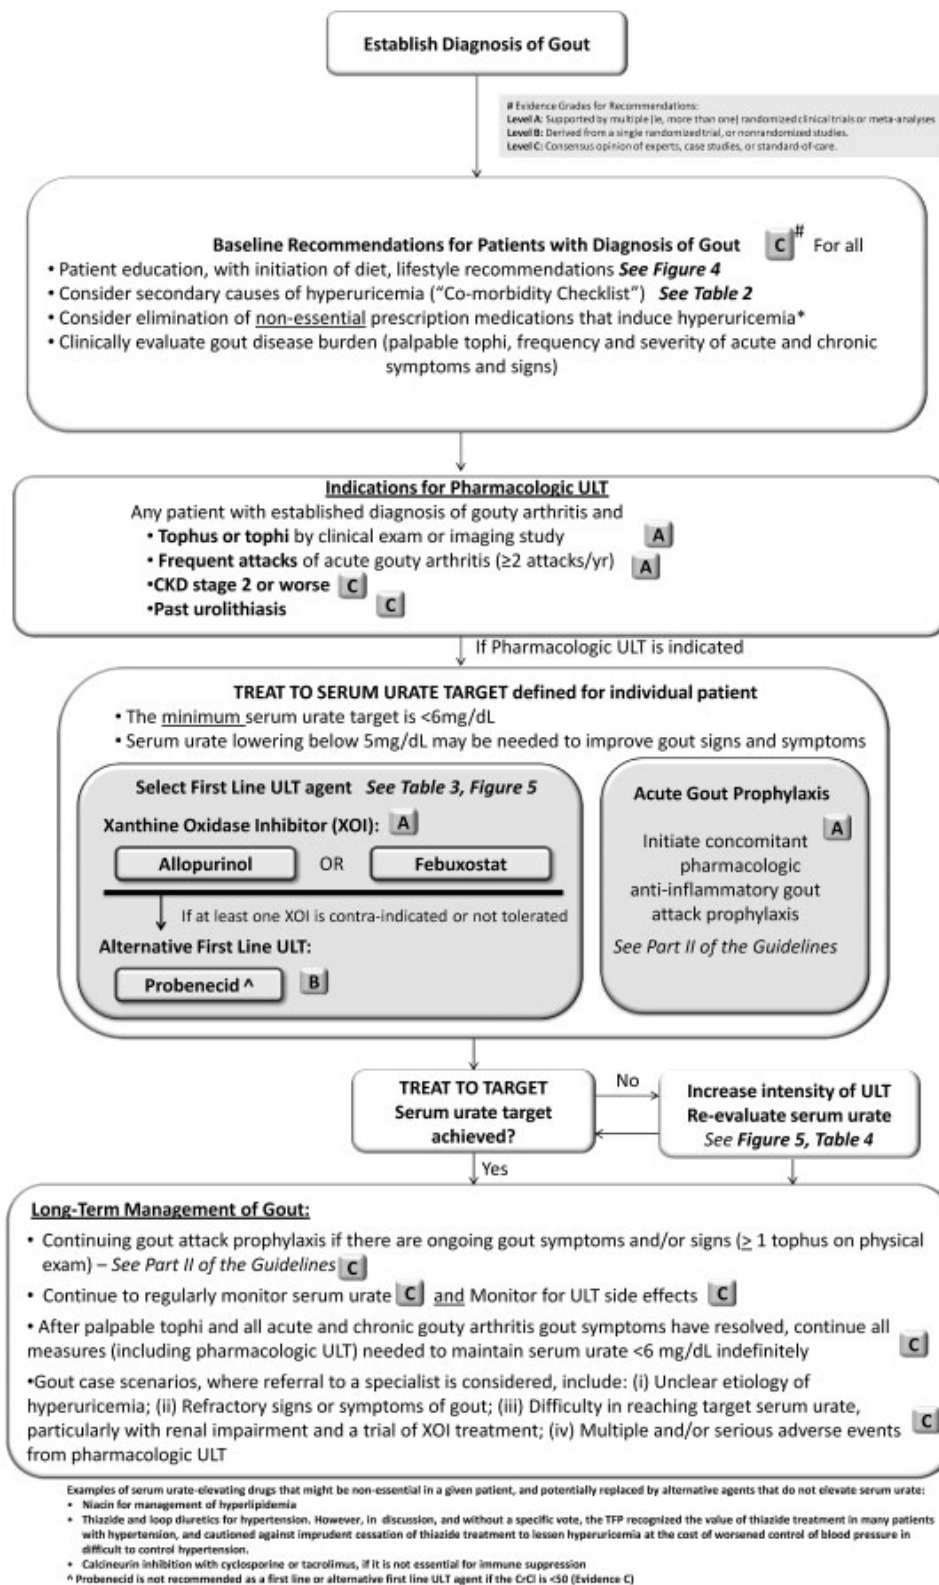 Establish Diagnosis of Gout
# Evidence Grades for Recommendations:
Level A: Supported by multiple (ie, more than one) randomized clinical trials or meta-analyses
Level B: Derived from a single randomized trial, or nonrandomized studies.
Level C: Consensus opinion of experts, case studies, or standard-of-care.
Baseline Recommendations for Patients with Diagnosis of Gout C # For all
• Patient education, with initiation of diet, lifestyle recommendations See Figure 4
• Consider secondary causes of hyperuricemia ("Co-morbidity Checklist") See Table 2
• Consider elimination of non-essential prescription medications that induce hyperuricemia*
• Clinically evaluate gout disease burden (palpable tophi, frequency and severity of acute and chronic
symptoms and signs)
Indications for Pharmacologic ULT
Any patient with established diagnosis of gouty arthritis and
• Tophus or tophi by clinical exam or imaging study A
• Frequent attacks of acute gouty arthritis (≥2 attacks/yr) A
•CKD stage 2 or worse C
•Past urolithiasis C
If Pharmacologic ULT is indicated
TREAT TO SERUM URATE TARGET defined for individual patient
• The minimum serum urate target is <6mg/dL
• Serum urate lowering below 5mg/dL may be needed to improve gout signs and symptoms
Select First Line ULT agent See Table 3, Figure 5
Xanthine Oxidase Inhibitor (XOI): A
Allopurinol OR Febuxostat
If at least one XOI is contra-indicated or not tolerated
Alternative First Line ULT:
Probenecid ^ B
Acute Gout Prophylaxis
A
Initiate concomitant
pharmacologic
anti-inflammatory gout
attack prophylaxis
See Part II of the Guidelines
TREAT TO TARGET
Serum urate target
achieved?
No
Increase intensity of ULT
Re-evaluate serum urate
See Figure 5, Table 4
Yes
Long-Term Management of Gout:
• Continuing gout attack prophylaxis if there are ongoing gout symptoms and/or signs (≥ 1 tophus on physical
exam) – See Part II of the Guidelines C
• Continue to regularly monitor serum urate C and Monitor for ULT side effects C
• After palpable tophi and all acute and chronic gouty arthritis gout symptoms have resolved, continue all
measures (including pharmacologic ULT) needed to maintain serum urate <6 mg/dL indefinitely C
•Gout case scenarios, where referral to a specialist is considered, include: (i) Unclear etiology of
hyperuricemia; (ii) Refractory signs or symptoms of gout; (iii) Difficulty in reaching target serum urate,
particularly with renal impairment and a trial of XOI treatment; (iv) Multiple and/or serious adverse events C
from pharmacologic ULT
Examples of serum urate-elevating drugs that might be non-essential in a given patient, and potentially replaced by alternative agents that do not elevate serum urate:
• Niacin for management of hyperlipidemia
• Thiazide and loop diuretics for hypertension. However, in discussion, and without a specific vote, the TFP recognized the value of thiazide treatment in many patients
with hypertension, and cautioned against imprudent cessation of thiazide treatment to lessen hyperuricemia at the cost of worsened control of blood pressure in
difficult to control hypertension.
• Calcineurin inhibition with cyclosporine or tacrolimus, if it is not essential for immune suppression
^ Probenecid is not recommended as a first line or alternative first line ULT agent if the CrCl is <50 (Evidence C)